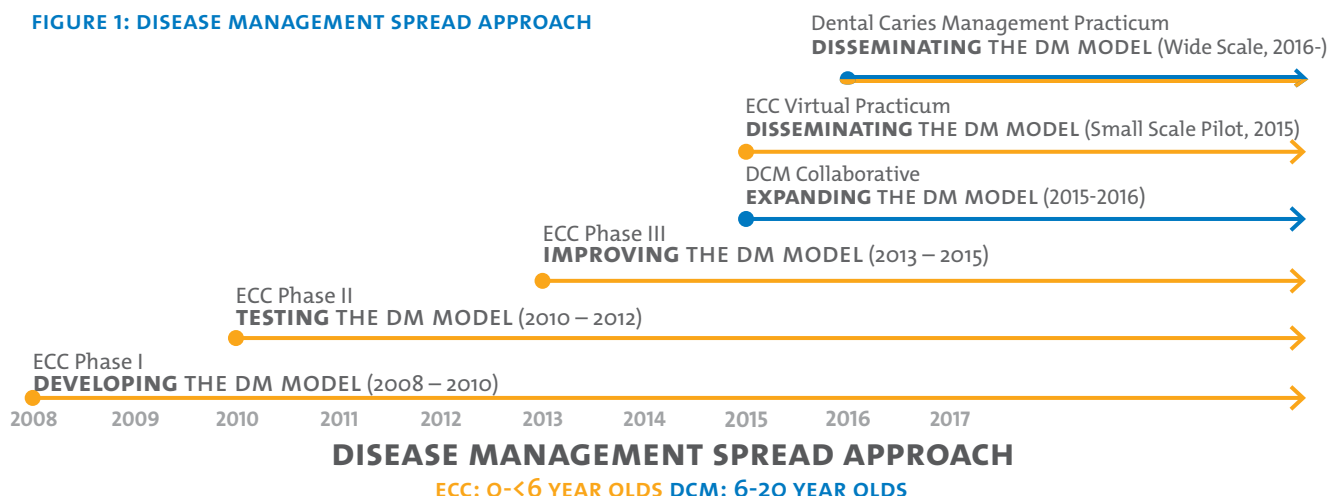 FIGURE 1: DISEASE MANAGEMENT SPREAD APPROACH
Dental Caries Management Practicum
DISSEMINATING THE DM MODEL (Wide Scale, 2016-)
ECC Virtual Practicum
DISSEMINATING THE DM MODEL (Small Scale Pilot, 2015)
DCM Collaborative
EXPANDING THE DM MODEL (2015-2016)
ECC Phase III
IMPROVING THE DM MODEL (2013 – 2015)
ECC Phase II
TESTING THE DM MODEL (2010 – 2012)
ECC Phase I
DEVELOPING THE DM MODEL (2008 – 2010)
2008 2009 2010 2011 2012 2013 2014 2015 2016 2017
DISEASE MANAGEMENT SPREAD APPROACH
ECC: 0-<6 YEAR OLDS DCM: 6-20 YEAR OLDS